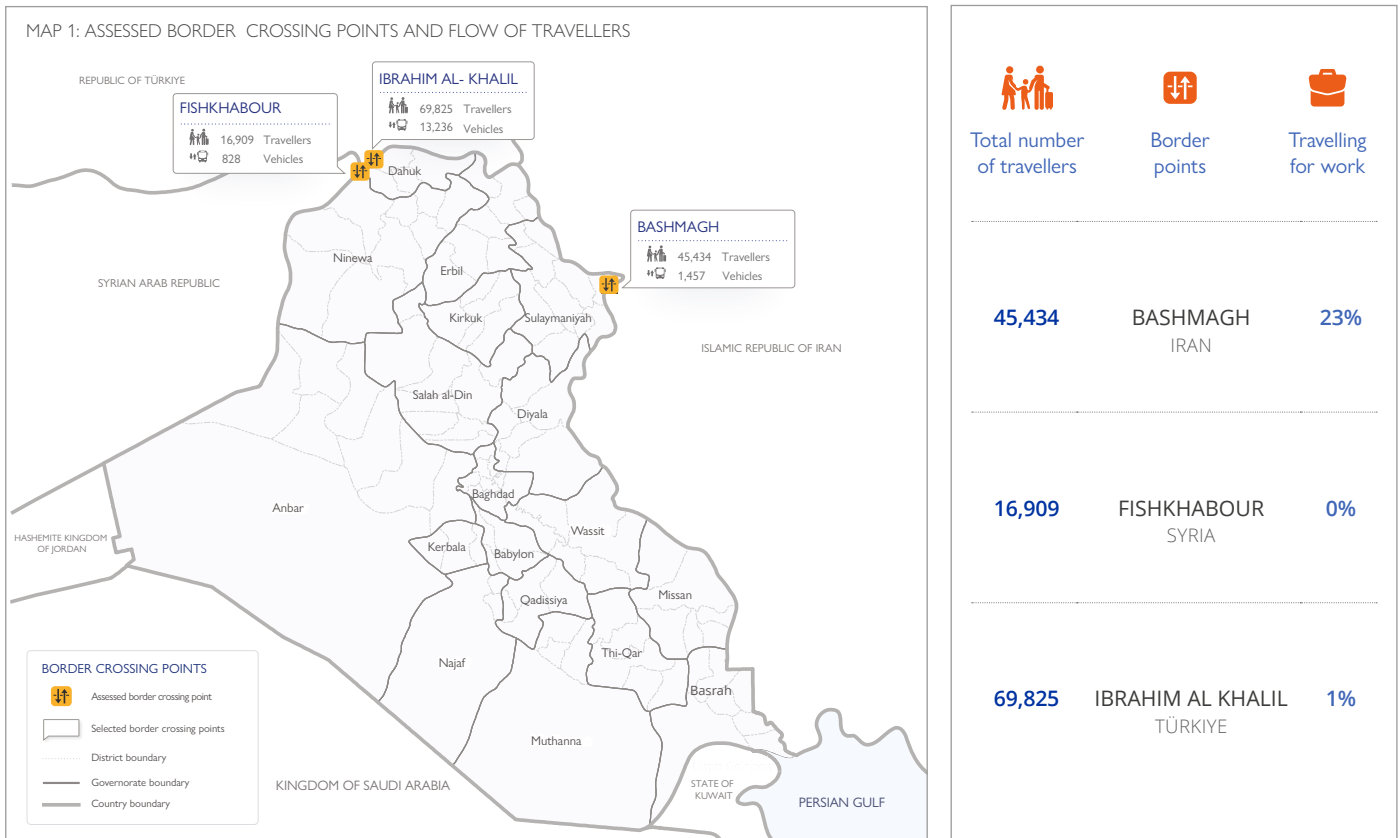 MAP 1: ASSESSED BORDER CROSSING POINTS AND FLOW OF TRAVELLERS
REPUBLIC OF TÜRKIYE
IBRAHIM AL- KHALIL
69,825 Travellers
13,236 Vehicles
FISHKHABOUR
16,909 Travellers
828 Vehicles
Dahuk
BASHMAGH
45,434 Travellers
1,457 Vehicles
Ninewa
Erbil
SYRIAN ARAB REPUBLIC
Kirkuk
Sulaymaniyah
ISLAMIC REPUBLIC OF IRAN
Salah al-Din
Diyala
Baghdad
Anbar
Wassit
HASHEMITE KINGDOM
OF JORDAN
Kerbala
Babylon
Qadissiya
Missan
Najaf
Thi-Qar
Basrah
Muthanna
BORDER CROSSING POINTS
Assessed border crossing point
Selected border crossing points
District boundary
Governorate boundary
Country boundary
KINGDOM OF SAUDI ARABIA
STATE OF
KUWAIT
PERSIAN GULF
Total number
of travellers
Border
points
Travelling
for work
45,434 BASHMAGH 23%
IRAN
16,909 FISHKHABOUR 0%
SYRIA
69,825 IBRAHIM AL KHALIL 1%
TÜRKIYE